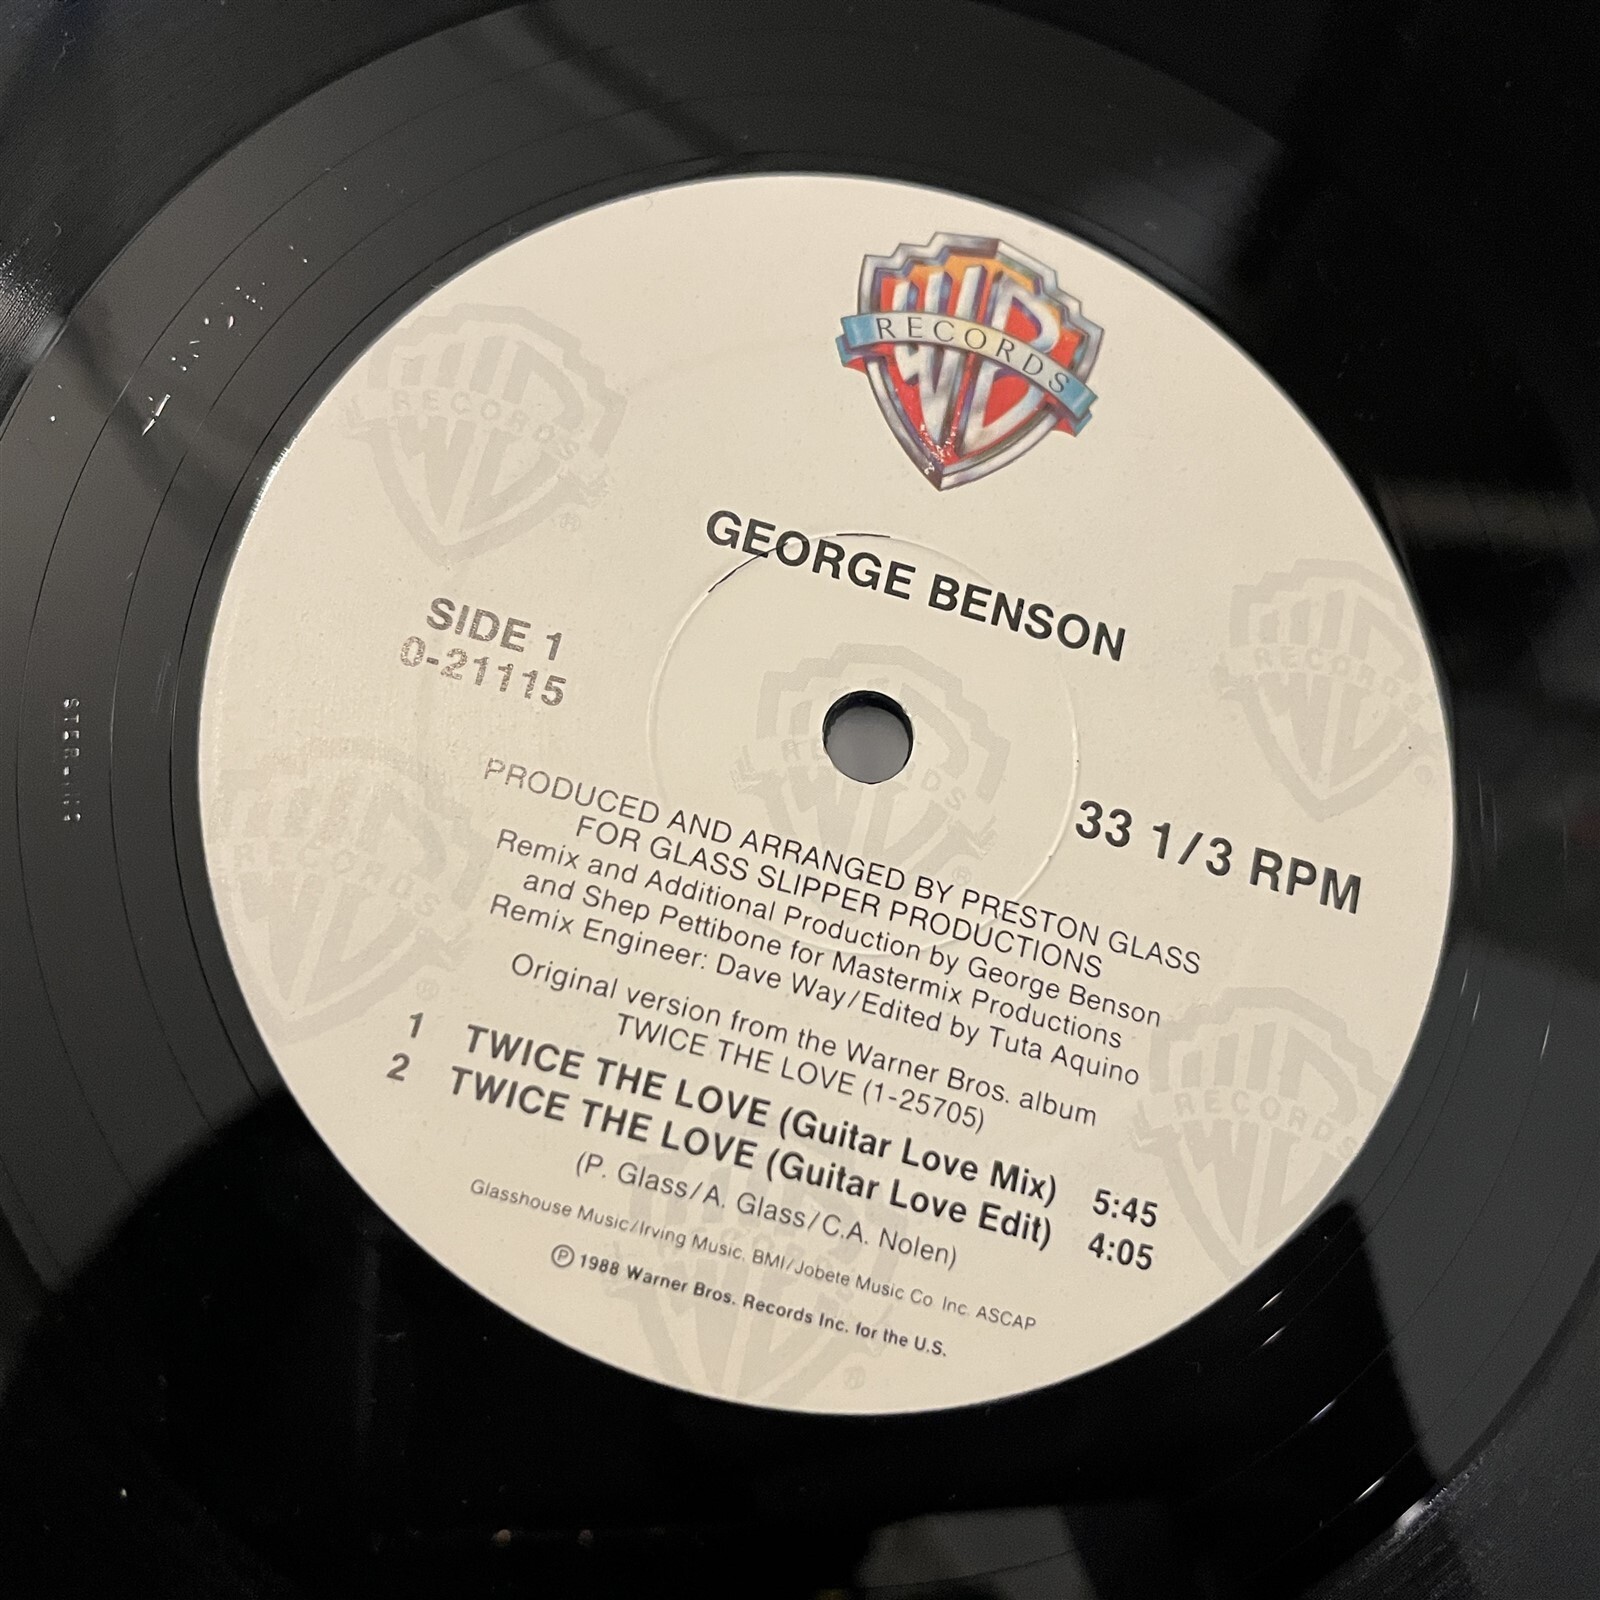 WB RECORDS
GEORGE BENSON
SIDE 1
0-21115
33 1/3 RPM
PRODUCED AND ARRANGED BY PRESTON GLASS
FOR GLASS SLIPPER PRODUCTIONS
Remix and Additional Production by George Benson
and Shep Pettibone for Mastermix Productions
Remix Engineer: Dave Way/Edited by Tuta Aquino
Original version from the Warner Bros. album
TWICE THE LOVE (1-25705)
1 TWICE THE LOVE (Guitar Love Mix) 5:45
2 TWICE THE LOVE (Guitar Love Edit) 4:05
(P. Glass/A. Glass/C.A. Nolen)
Glasshouse Music/Irving Music, BMI/Jobete Music Co Inc. ASCAP
Ⓟ 1988 Warner Bros. Records Inc. for the U.S.
STERLING